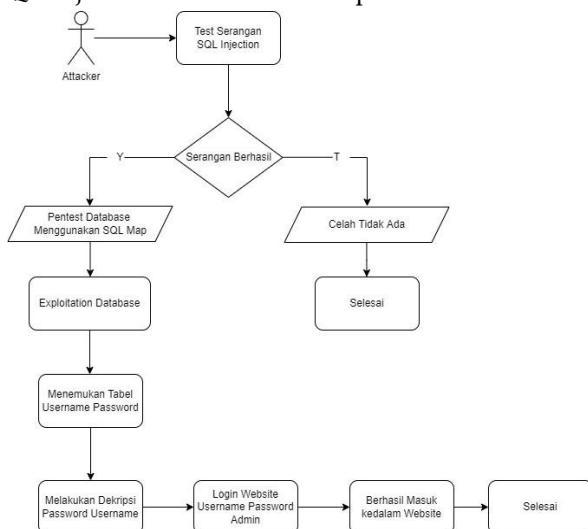 Attacker
Test Serangan
SQL Injection
Serangan Berhasil
Y
T
Pentest Database
Menggunakan SQL Map
Celah Tidak Ada
Exploitation Database
Selesai
Menemukan Tabel
Username Password
Melakukan Dekripsi
Password Username
Login Website
Username Password
Admin
Berhasil Masuk
kedalam Website
Selesai